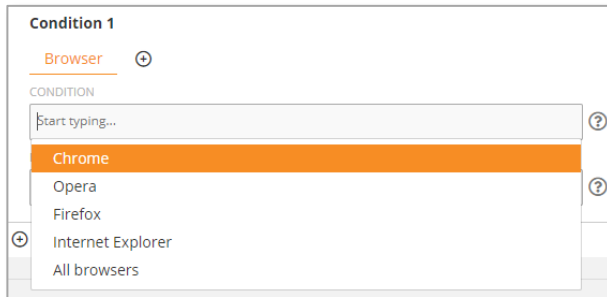 Condition 1
Browser
CONDITION
Start typing...
Chrome
Opera
Firefox
Internet Explorer
All browsers